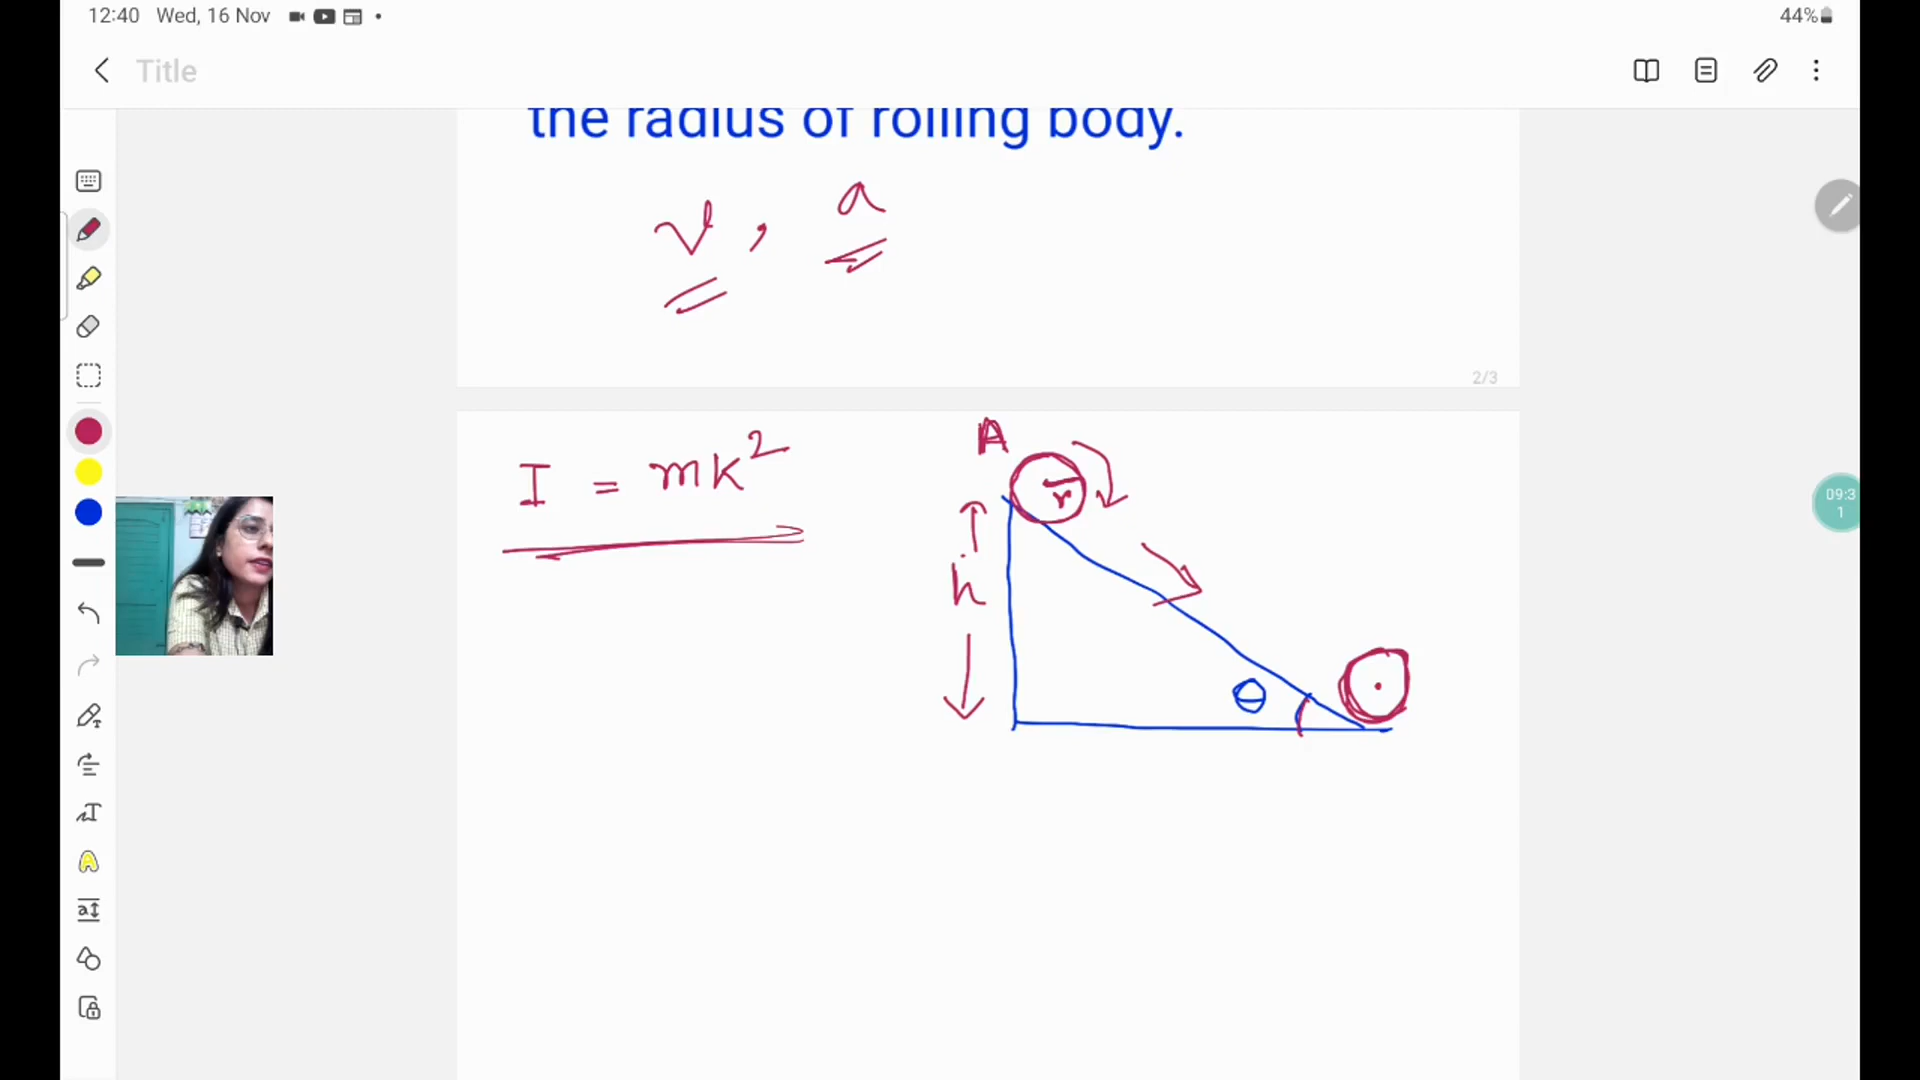 12:40 Wed, 16 Nov
44%
Title
the radius of rolling body.
v, a
2/3
I = mk²
A
r
h
θ
09:3
1